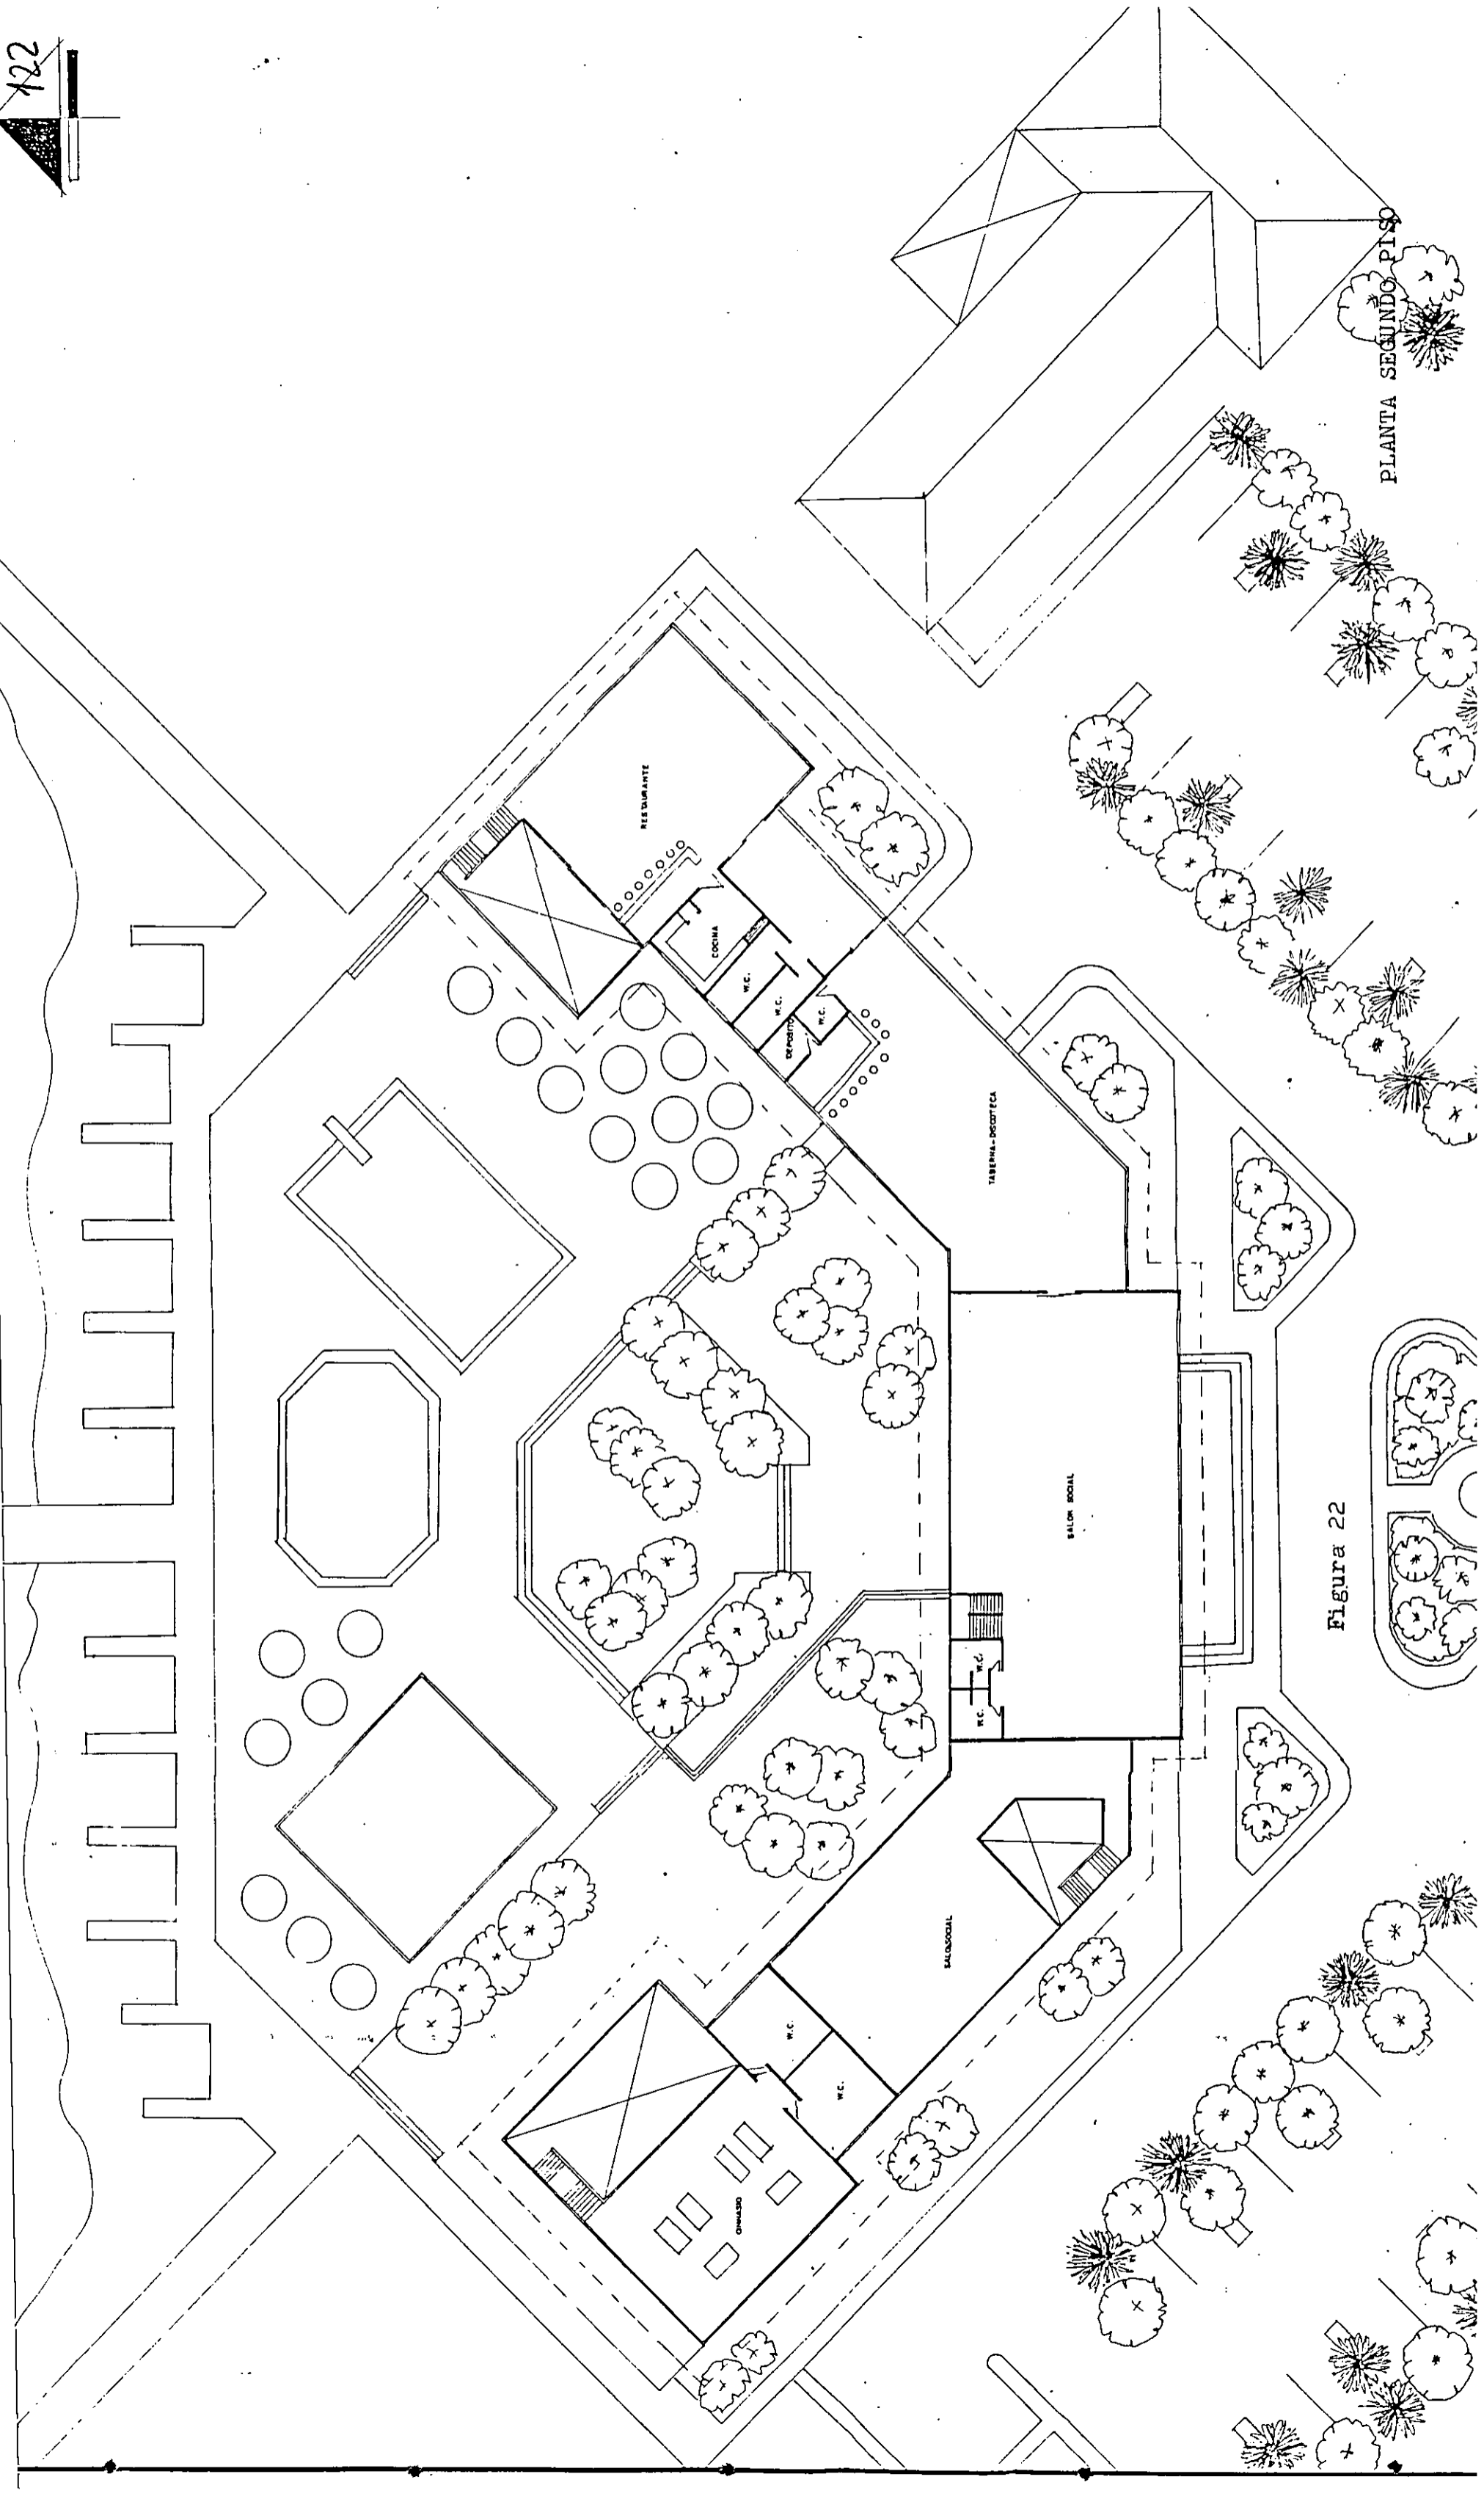 122
PLANTA SEGUNDO PISO
RESTAURANTE
COCINA
W.C.
W.C.
DEPOSITO
W.C.
TABERNA-DISCOTECA
SALON SOCIAL
W.C.
W.C.
SALON SOCIAL
W.C.
W.C.
GIMNASIO
Figura 22